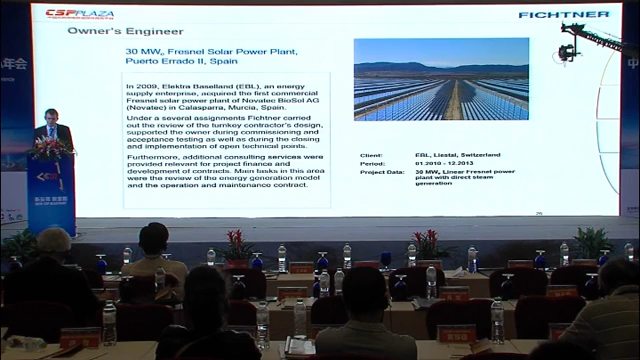 CSPPLAZA
FICHTNER
Owner's Engineer
30 MWe, Fresnel Solar Power Plant,
Puerto Errado II, Spain
In 2009, Elektra Baselland (EBL), an energy
supply enterprise, acquired the first commercial
Fresnel solar power plant of Novatec BioSol AG
(Novatec) in Calasparra, Murcia, Spain.
Under a several assignments Fichtner carried
out the review of the turnkey contractor's design,
supported the owner during commissioning and
acceptance testing as well as during the closing
and implementation of open technical points.
Furthermore, additional consulting services were
provided relevant for project finance and
development of contracts. Main tasks in this
area were the review of the energy generation model
and the operation and maintenance contract.
Client: EBL, Liestal, Switzerland
Period: 01.2010 - 12.2013
Project Data: 30 MWe Linear Fresnel power
plant with direct steam
generation
26